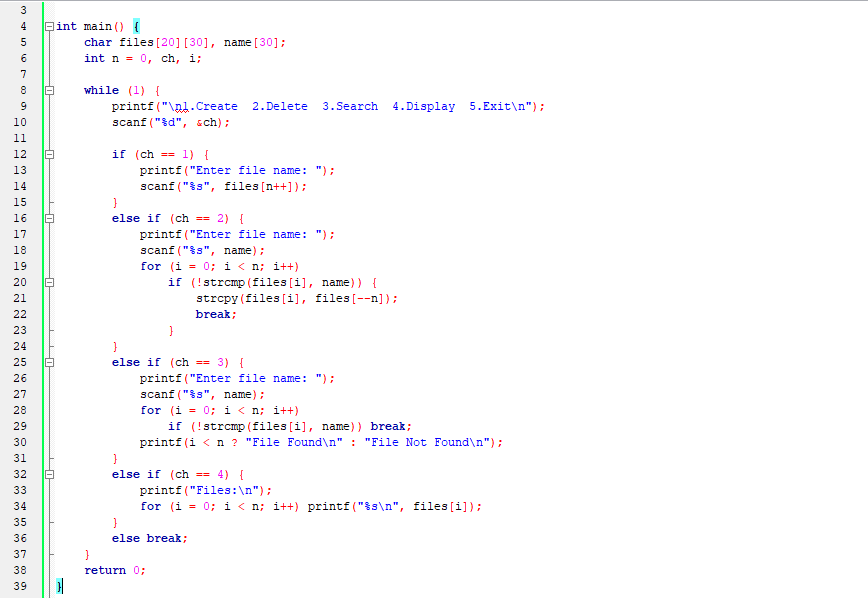 3
4 int main() {
5 char files[20][30], name[30];
6 int n = 0, ch, i;
7
8 while (1) {
9 printf("\n1.Create  2.Delete  3.Search  4.Display  5.Exit\n");
10 scanf("%d", &ch);
11
12 if (ch == 1) {
13 printf("Enter file name: ");
14 scanf("%s", files[n++]);
15 }
16 else if (ch == 2) {
17 printf("Enter file name: ");
18 scanf("%s", name);
19 for (i = 0; i < n; i++)
20 if (!strcmp(files[i], name)) {
21 strcpy(files[i], files[--n]);
22 break;
23 }
24 }
25 else if (ch == 3) {
26 printf("Enter file name: ");
27 scanf("%s", name);
28 for (i = 0; i < n; i++)
29 if (!strcmp(files[i], name)) break;
30 printf(i < n ? "File Found\n" : "File Not Found\n");
31 }
32 else if (ch == 4) {
33 printf("Files:\n");
34 for (i = 0; i < n; i++) printf("%s\n", files[i]);
35 }
36 else break;
37 }
38 return 0;
39 }